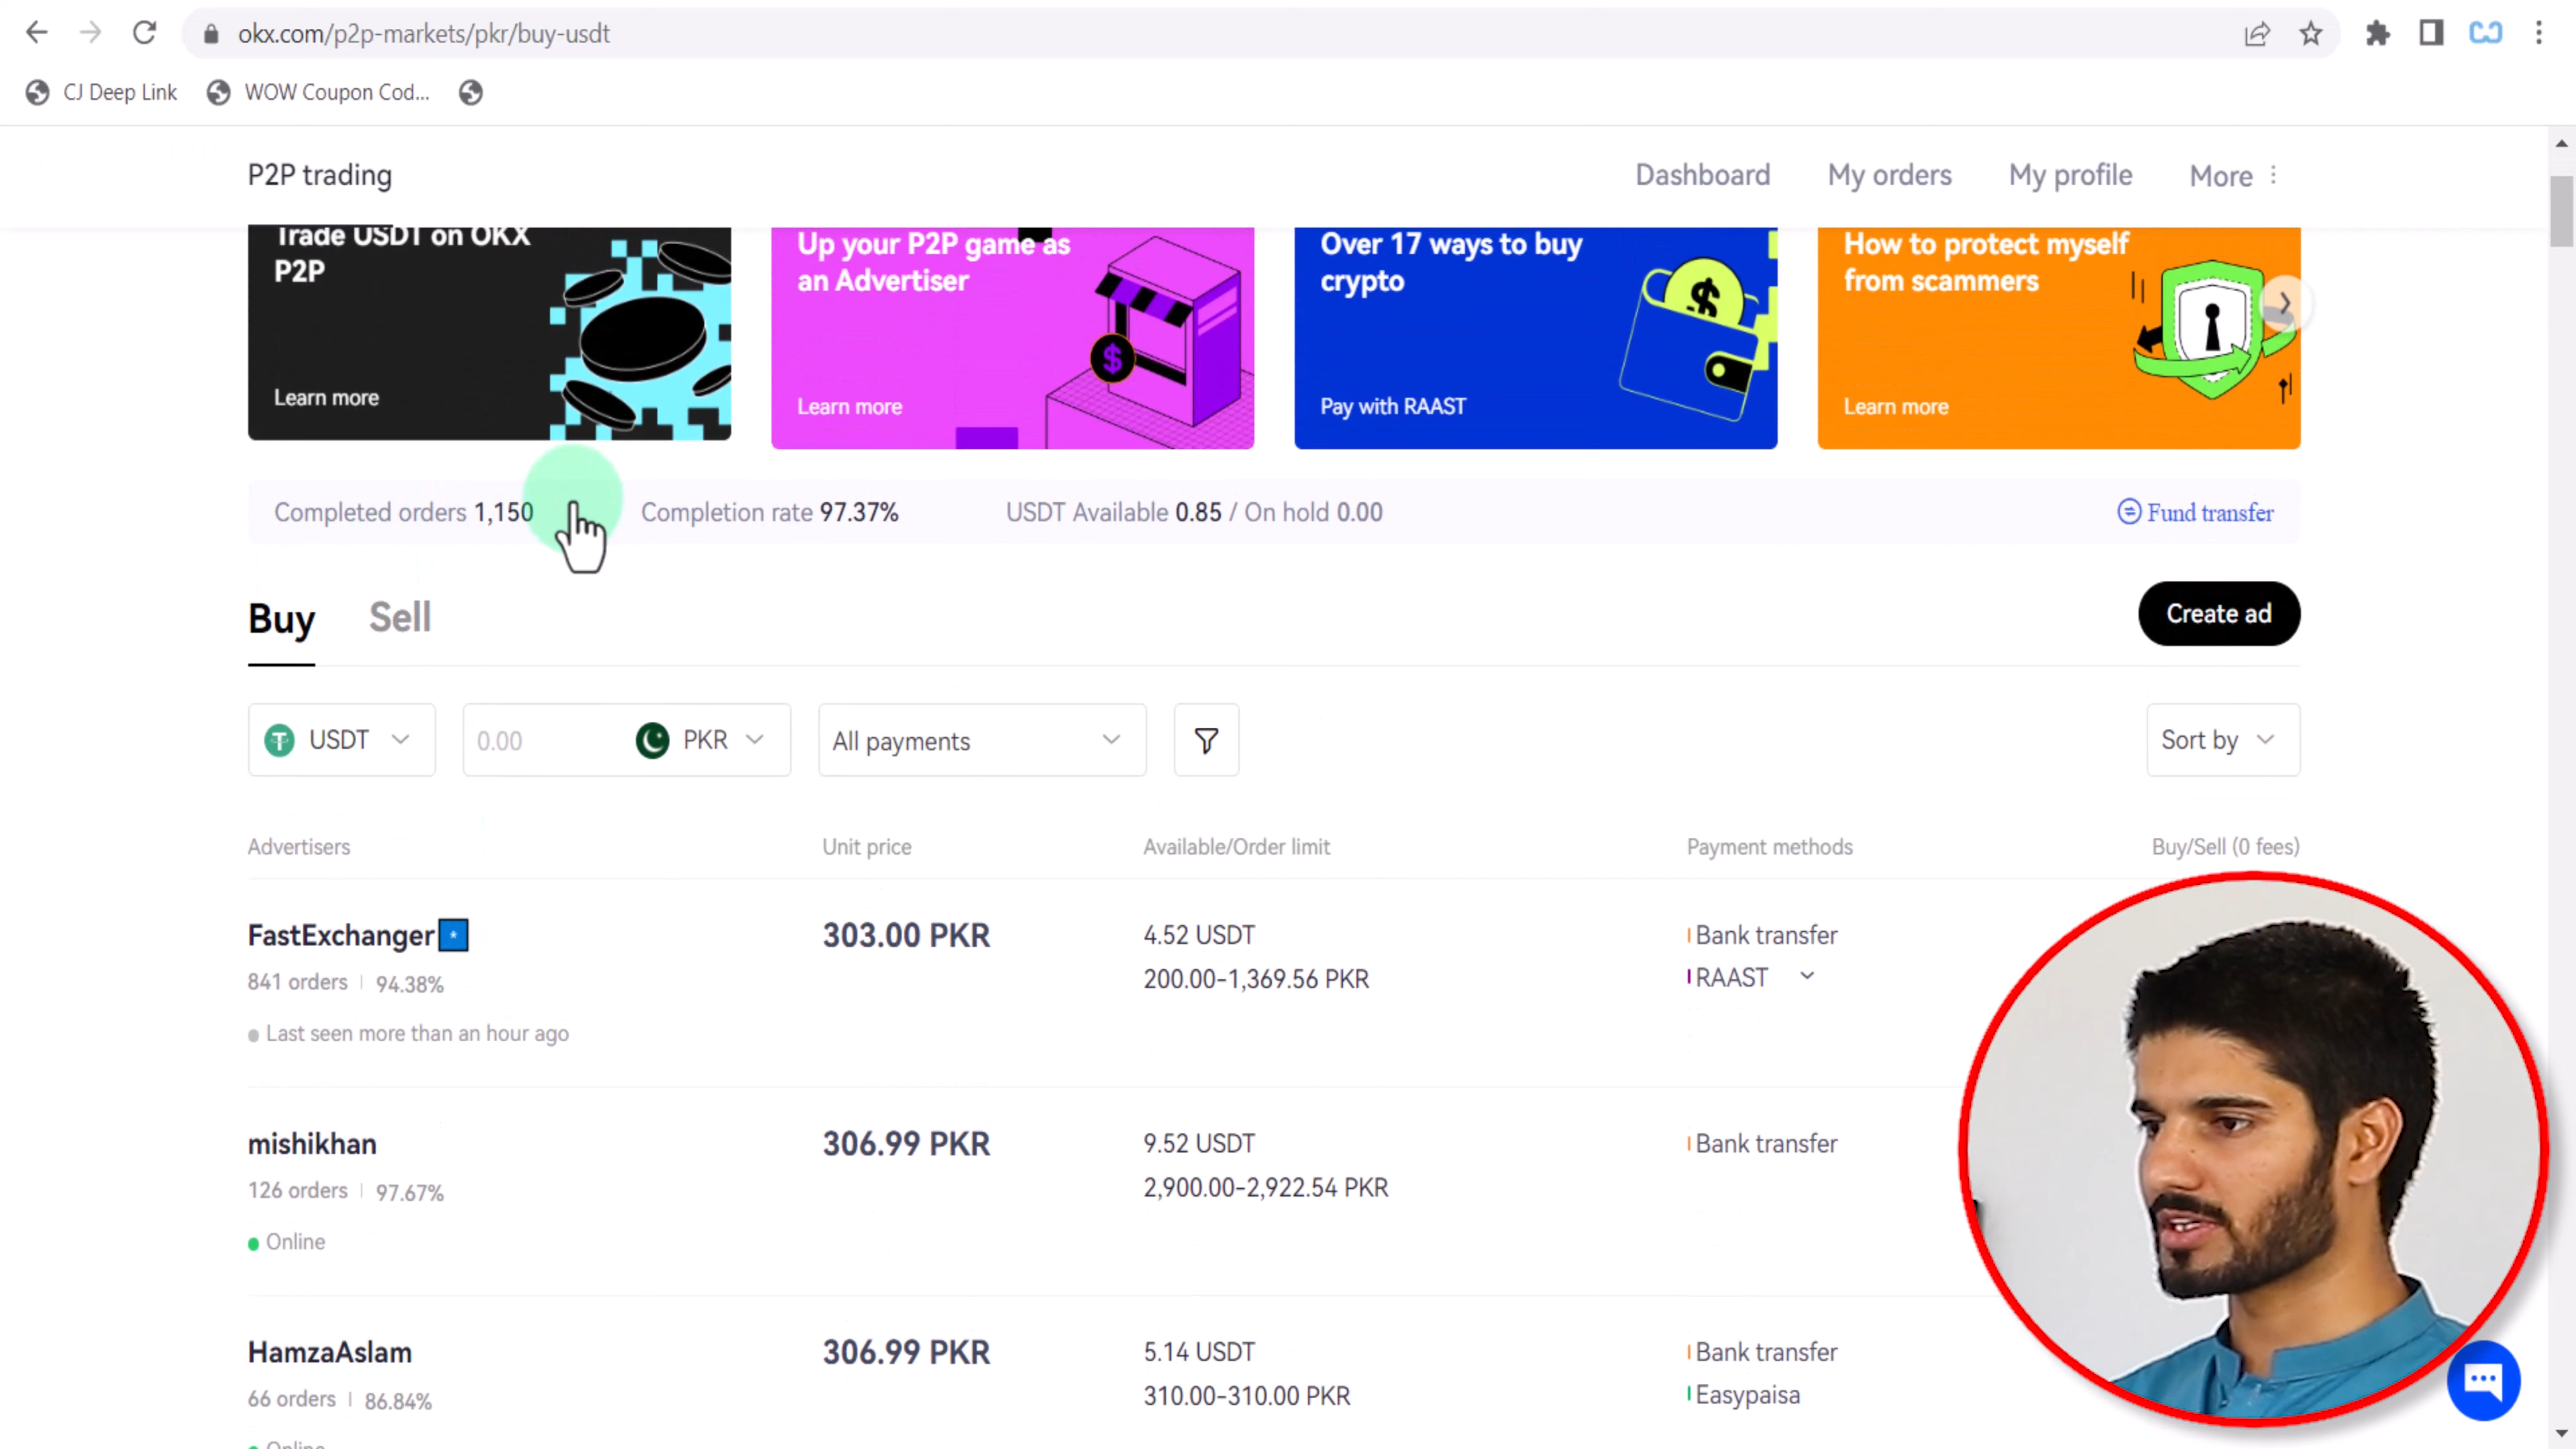 okx.com/p2p-markets/pkr/buy-usdt
CJ Deep Link WOW Coupon Cod...
P2P trading Dashboard My orders My profile More
Trade USDT on OKX
P2P
Learn more
Up your P2P game as
an Advertiser
Learn more
Over 17 ways to buy
crypto
Pay with RAAST
How to protect myself
from scammers
Learn more
Completed orders 1,150 Completion rate 97.37% USDT Available 0.85 / On hold 0.00 Fund transfer
Buy Sell Create ad
USDT 0.00 PKR All payments Sort by
Advertisers Unit price Available/Order limit Payment methods Buy/Sell (0 fees)
FastExchanger 303.00 PKR 4.52 USDT Bank transfer
841 orders | 94.38% 200.00-1,369.56 PKR RAAST
Last seen more than an hour ago
mishikhan 306.99 PKR 9.52 USDT Bank transfer
126 orders | 97.67% 2,900.00-2,922.54 PKR
Online
HamzaAslam 306.99 PKR 5.14 USDT Bank transfer
66 orders | 86.84% 310.00-310.00 PKR Easypaisa
Online